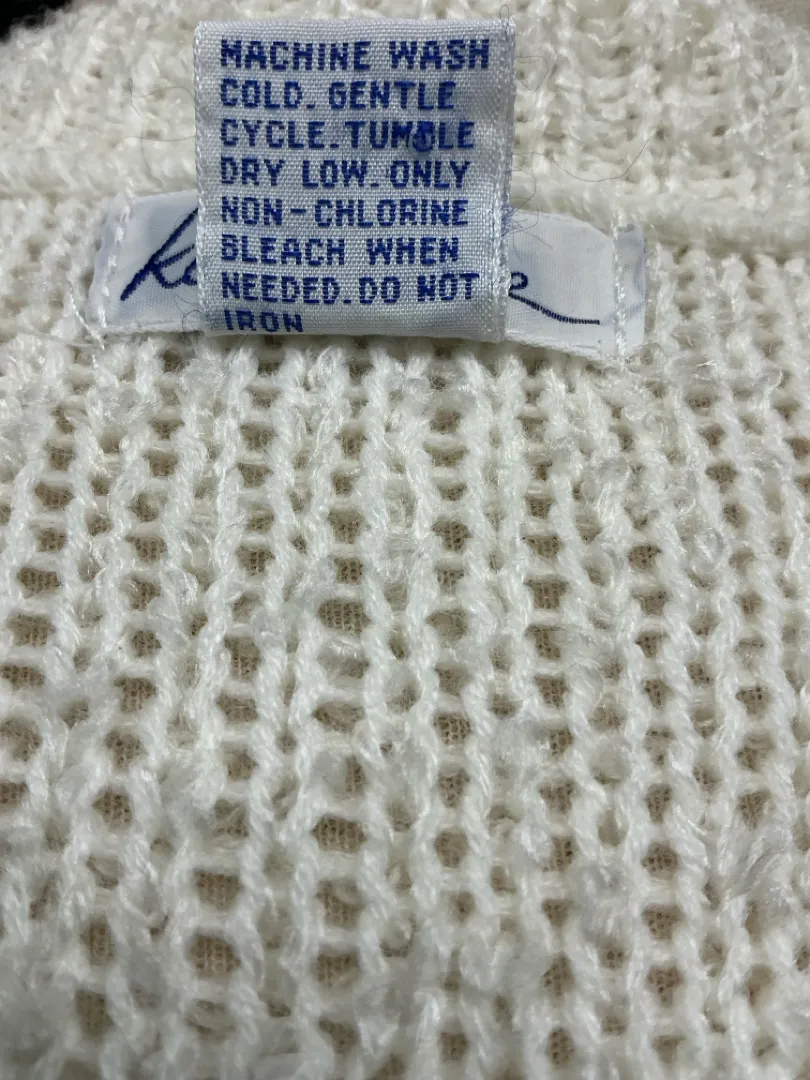 MACHINE WASH
COLD. GENTLE
CYCLE. TUMBLE
DRY LOW. ONLY
NON-CHLORINE
BLEACH WHEN
NEEDED. DO NOT
IRON